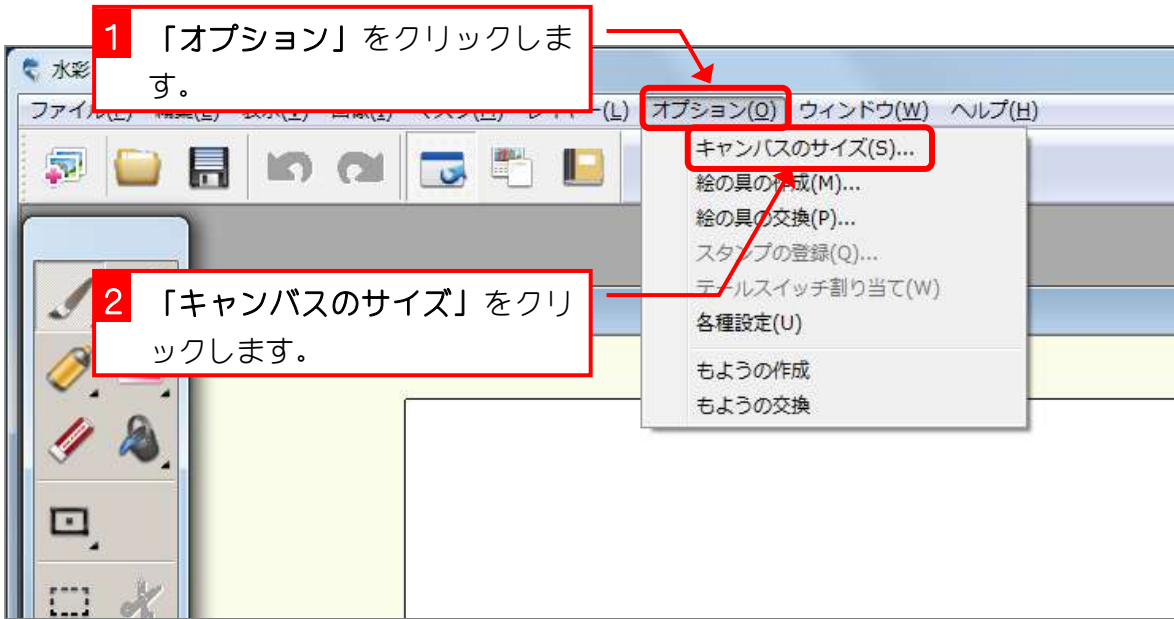 1 「オプション」をクリックしま
す。
水彩
オプション(O) ウィンドウ(W) ヘルプ(H)
キャンバスのサイズ(S)...
絵の具の作成(M)...
絵の具の交換(P)...
スタンプの登録(Q)...
テールスイッチ割り当て(W)
各種設定(U)
もようの作成
もようの交換
2 「キャンバスのサイズ」をクリ
ックします。